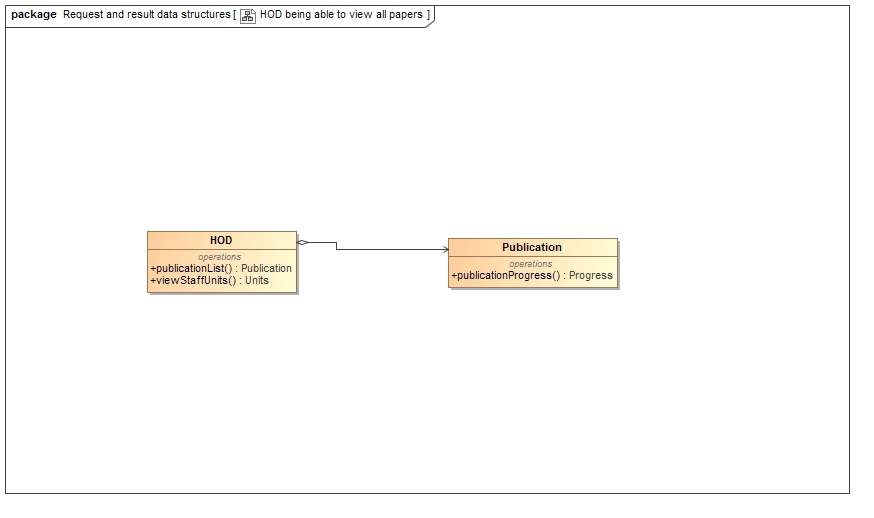 package Request and result data structures [ HOD being able to view all papers ]
HOD
operations
+publicationList() : Publication
+viewStaffUnits() : Units
Publication
operations
+publicationProgress() : Progress